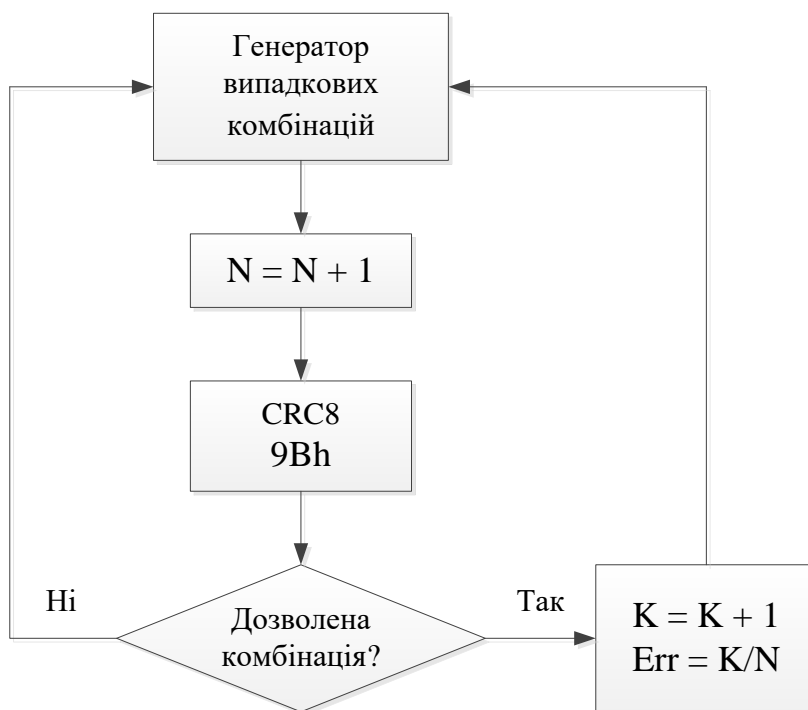 Генератор
випадкових
комбінацій
N = N + 1
CRC8
9Bh
Ні
Дозволена
комбінація?
Так
K = K + 1
Err = K/N